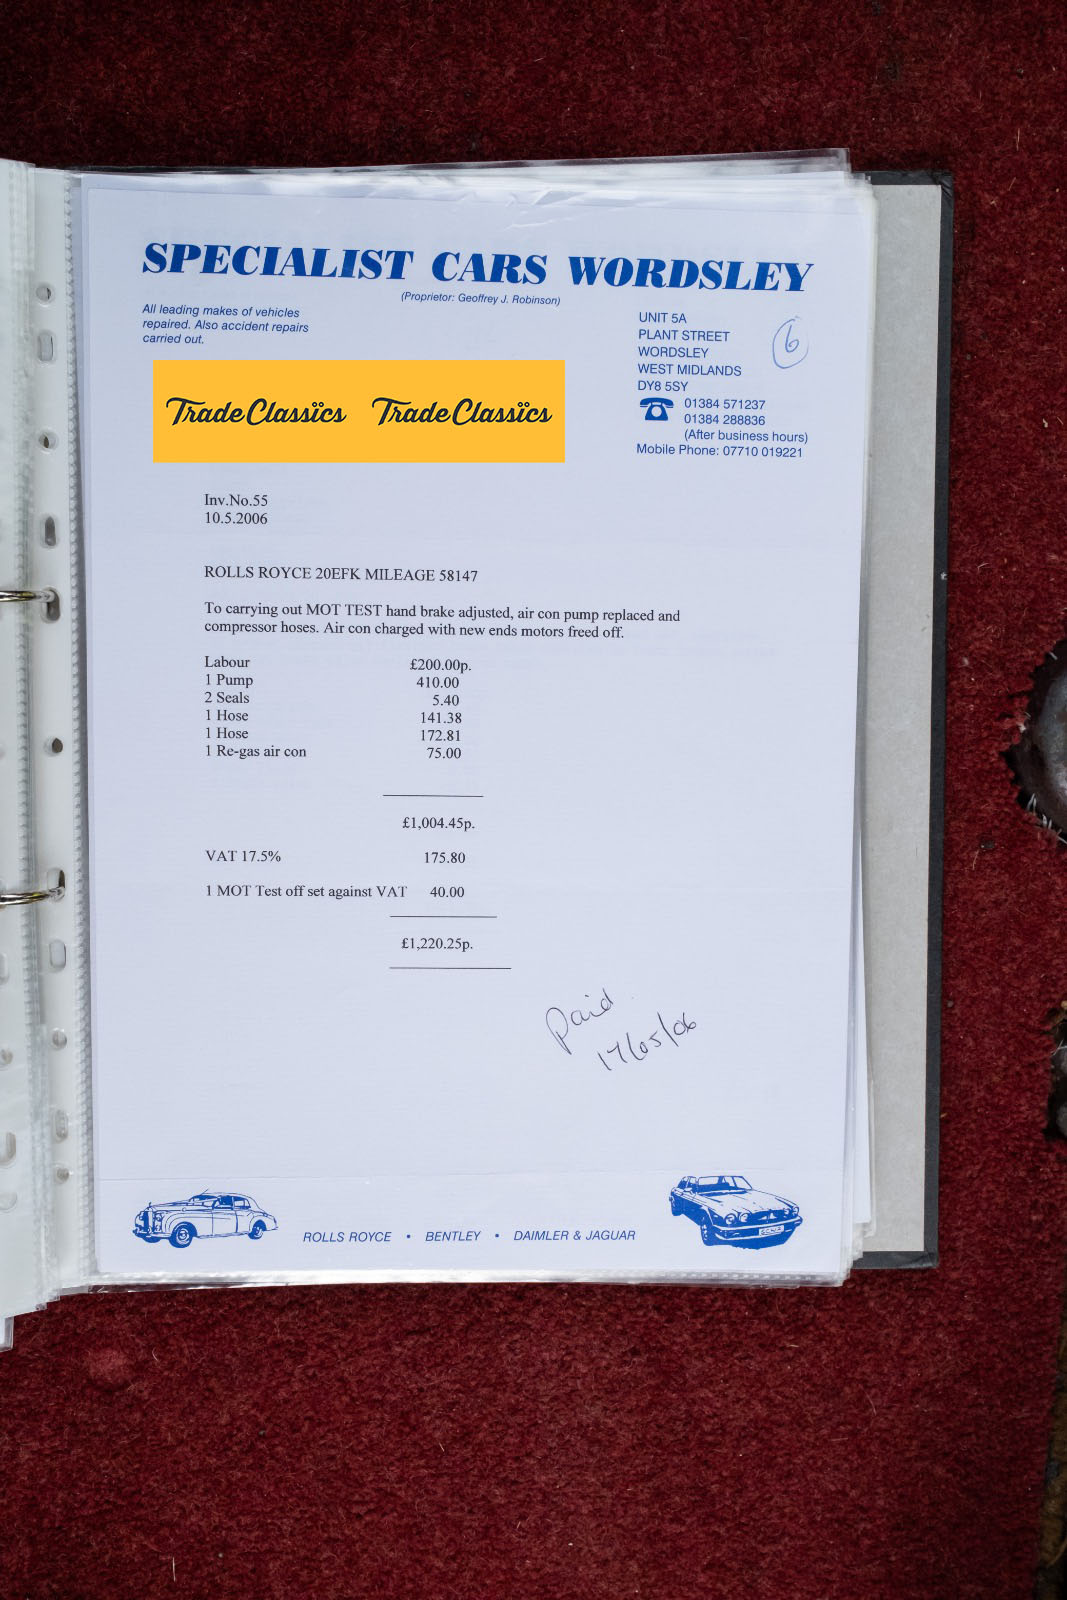 SPECIALIST CARS WORDSLEY
(Proprietor: Geoffrey J. Robinson)
All leading makes of vehicles
repaired. Also accident repairs
carried out.
UNIT 5A
PLANT STREET
WORDSLEY
WEST MIDLANDS
DY8 5SY
01384 571237
01384 288836
(After business hours)
Mobile Phone: 07710 019221
6
Trade Classics Trade Classics
Inv.No.55
10.5.2006
ROLLS ROYCE 20EFK MILEAGE 58147
To carrying out MOT TEST hand brake adjusted, air con pump replaced and
compressor hoses. Air con charged with new ends motors freed off.
Labour £200.00p.
1 Pump 410.00
2 Seals 5.40
1 Hose 141.38
1 Hose 172.81
1 Re-gas air con 75.00
£1,004.45p.
VAT 17.5% 175.80
1 MOT Test off set against VAT 40.00
£1,220.25p.
Paid
17/05/06
ROLLS ROYCE • BENTLEY • DAIMLER & JAGUAR